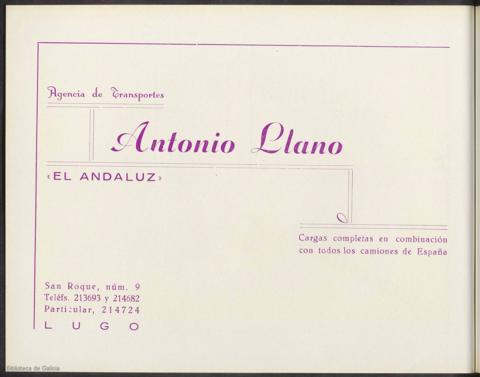 Agencia de Transportes
Antonio Llano
‹EL ANDALUZ›
Cargas completas en combinación
con todos los camiones de España
San Roque, núm. 9
Teléfs. 213693 y 214682
Particular, 214724
LUGO
Biblioteca de Galicia